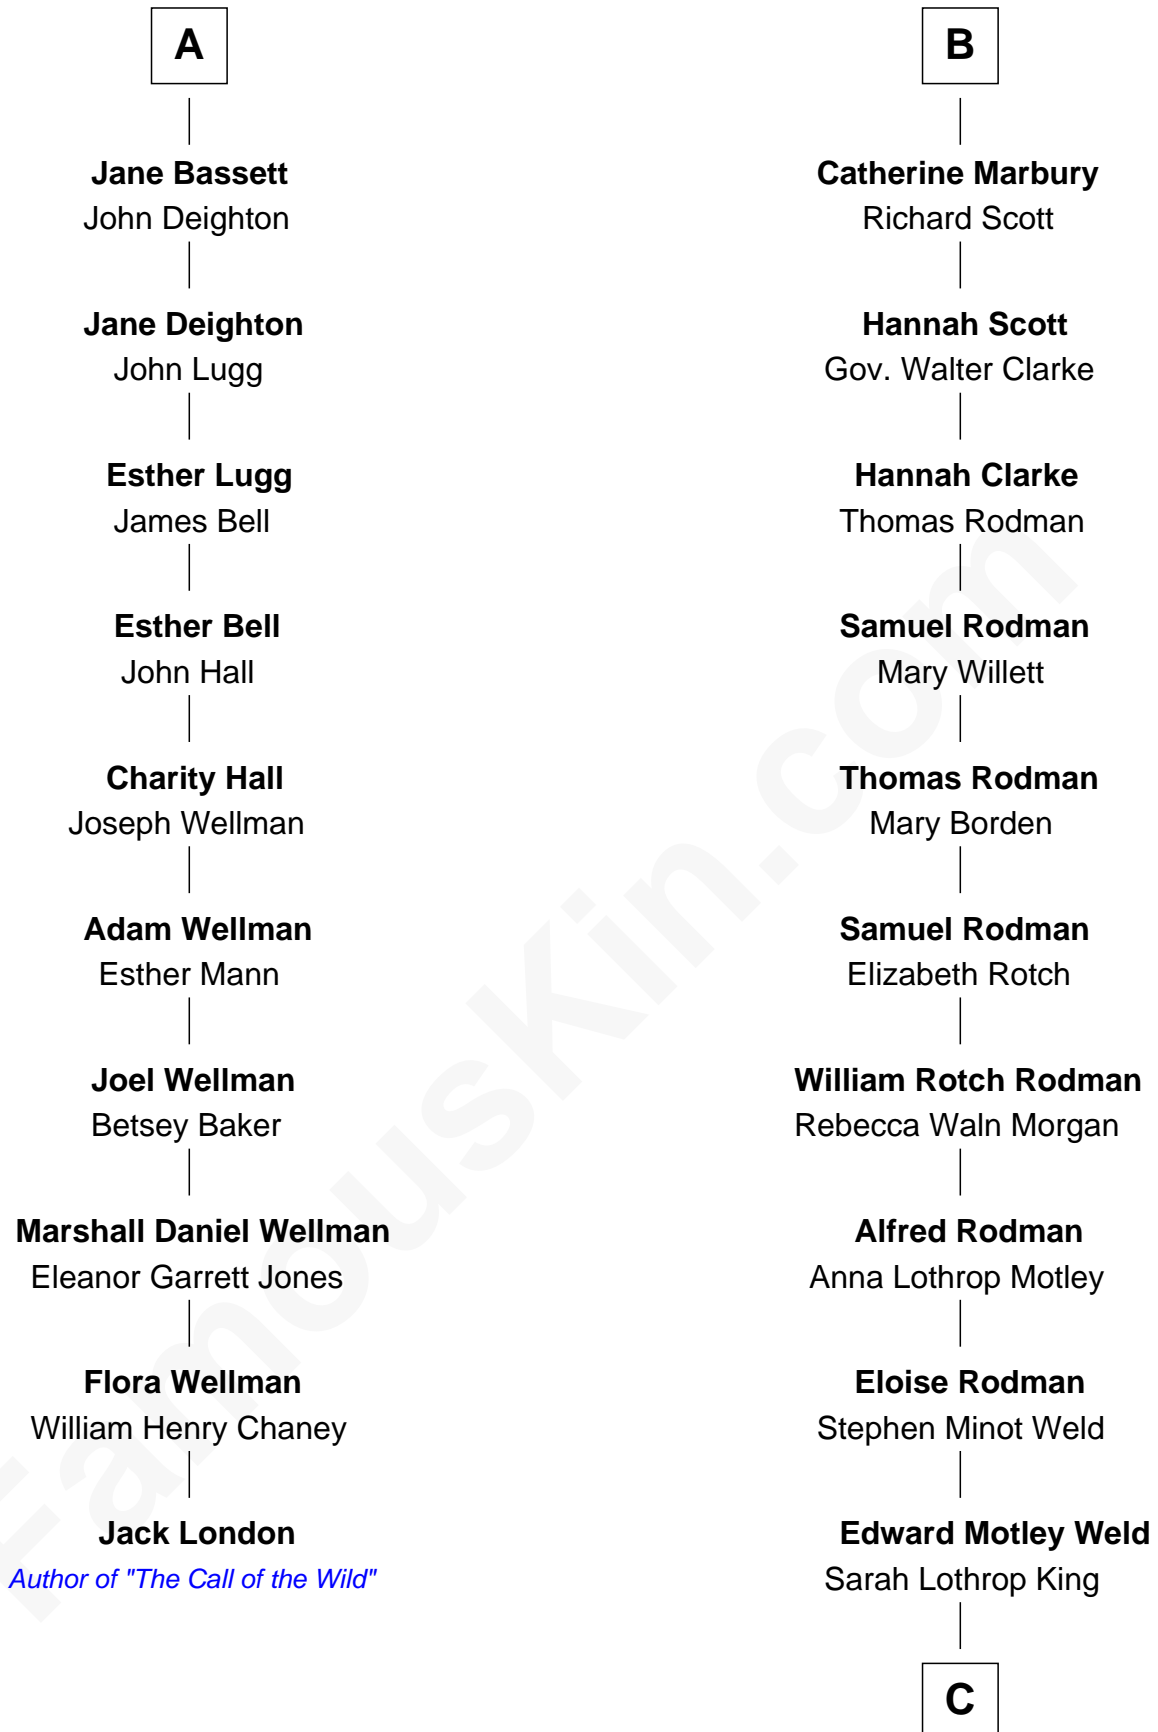 A
Jane Bassett
John Deighton
Jane Deighton
John Lugg
Esther Lugg
James Bell
Esther Bell
John Hall
Charity Hall
Joseph Wellman
Adam Wellman
Esther Mann
Joel Wellman
Betsey Baker
Marshall Daniel Wellman
Eleanor Garrett Jones
Flora Wellman
William Henry Chaney
Jack London
Author of "The Call of the Wild"
B
Catherine Marbury
Richard Scott
Hannah Scott
Gov. Walter Clarke
Hannah Clarke
Thomas Rodman
Samuel Rodman
Mary Willett
Thomas Rodman
Mary Borden
Samuel Rodman
Elizabeth Rotch
William Rotch Rodman
Rebecca Waln Morgan
Alfred Rodman
Anna Lothrop Motley
Eloise Rodman
Stephen Minot Weld
Edward Motley Weld
Sarah Lothrop King
C
FamousKin.com